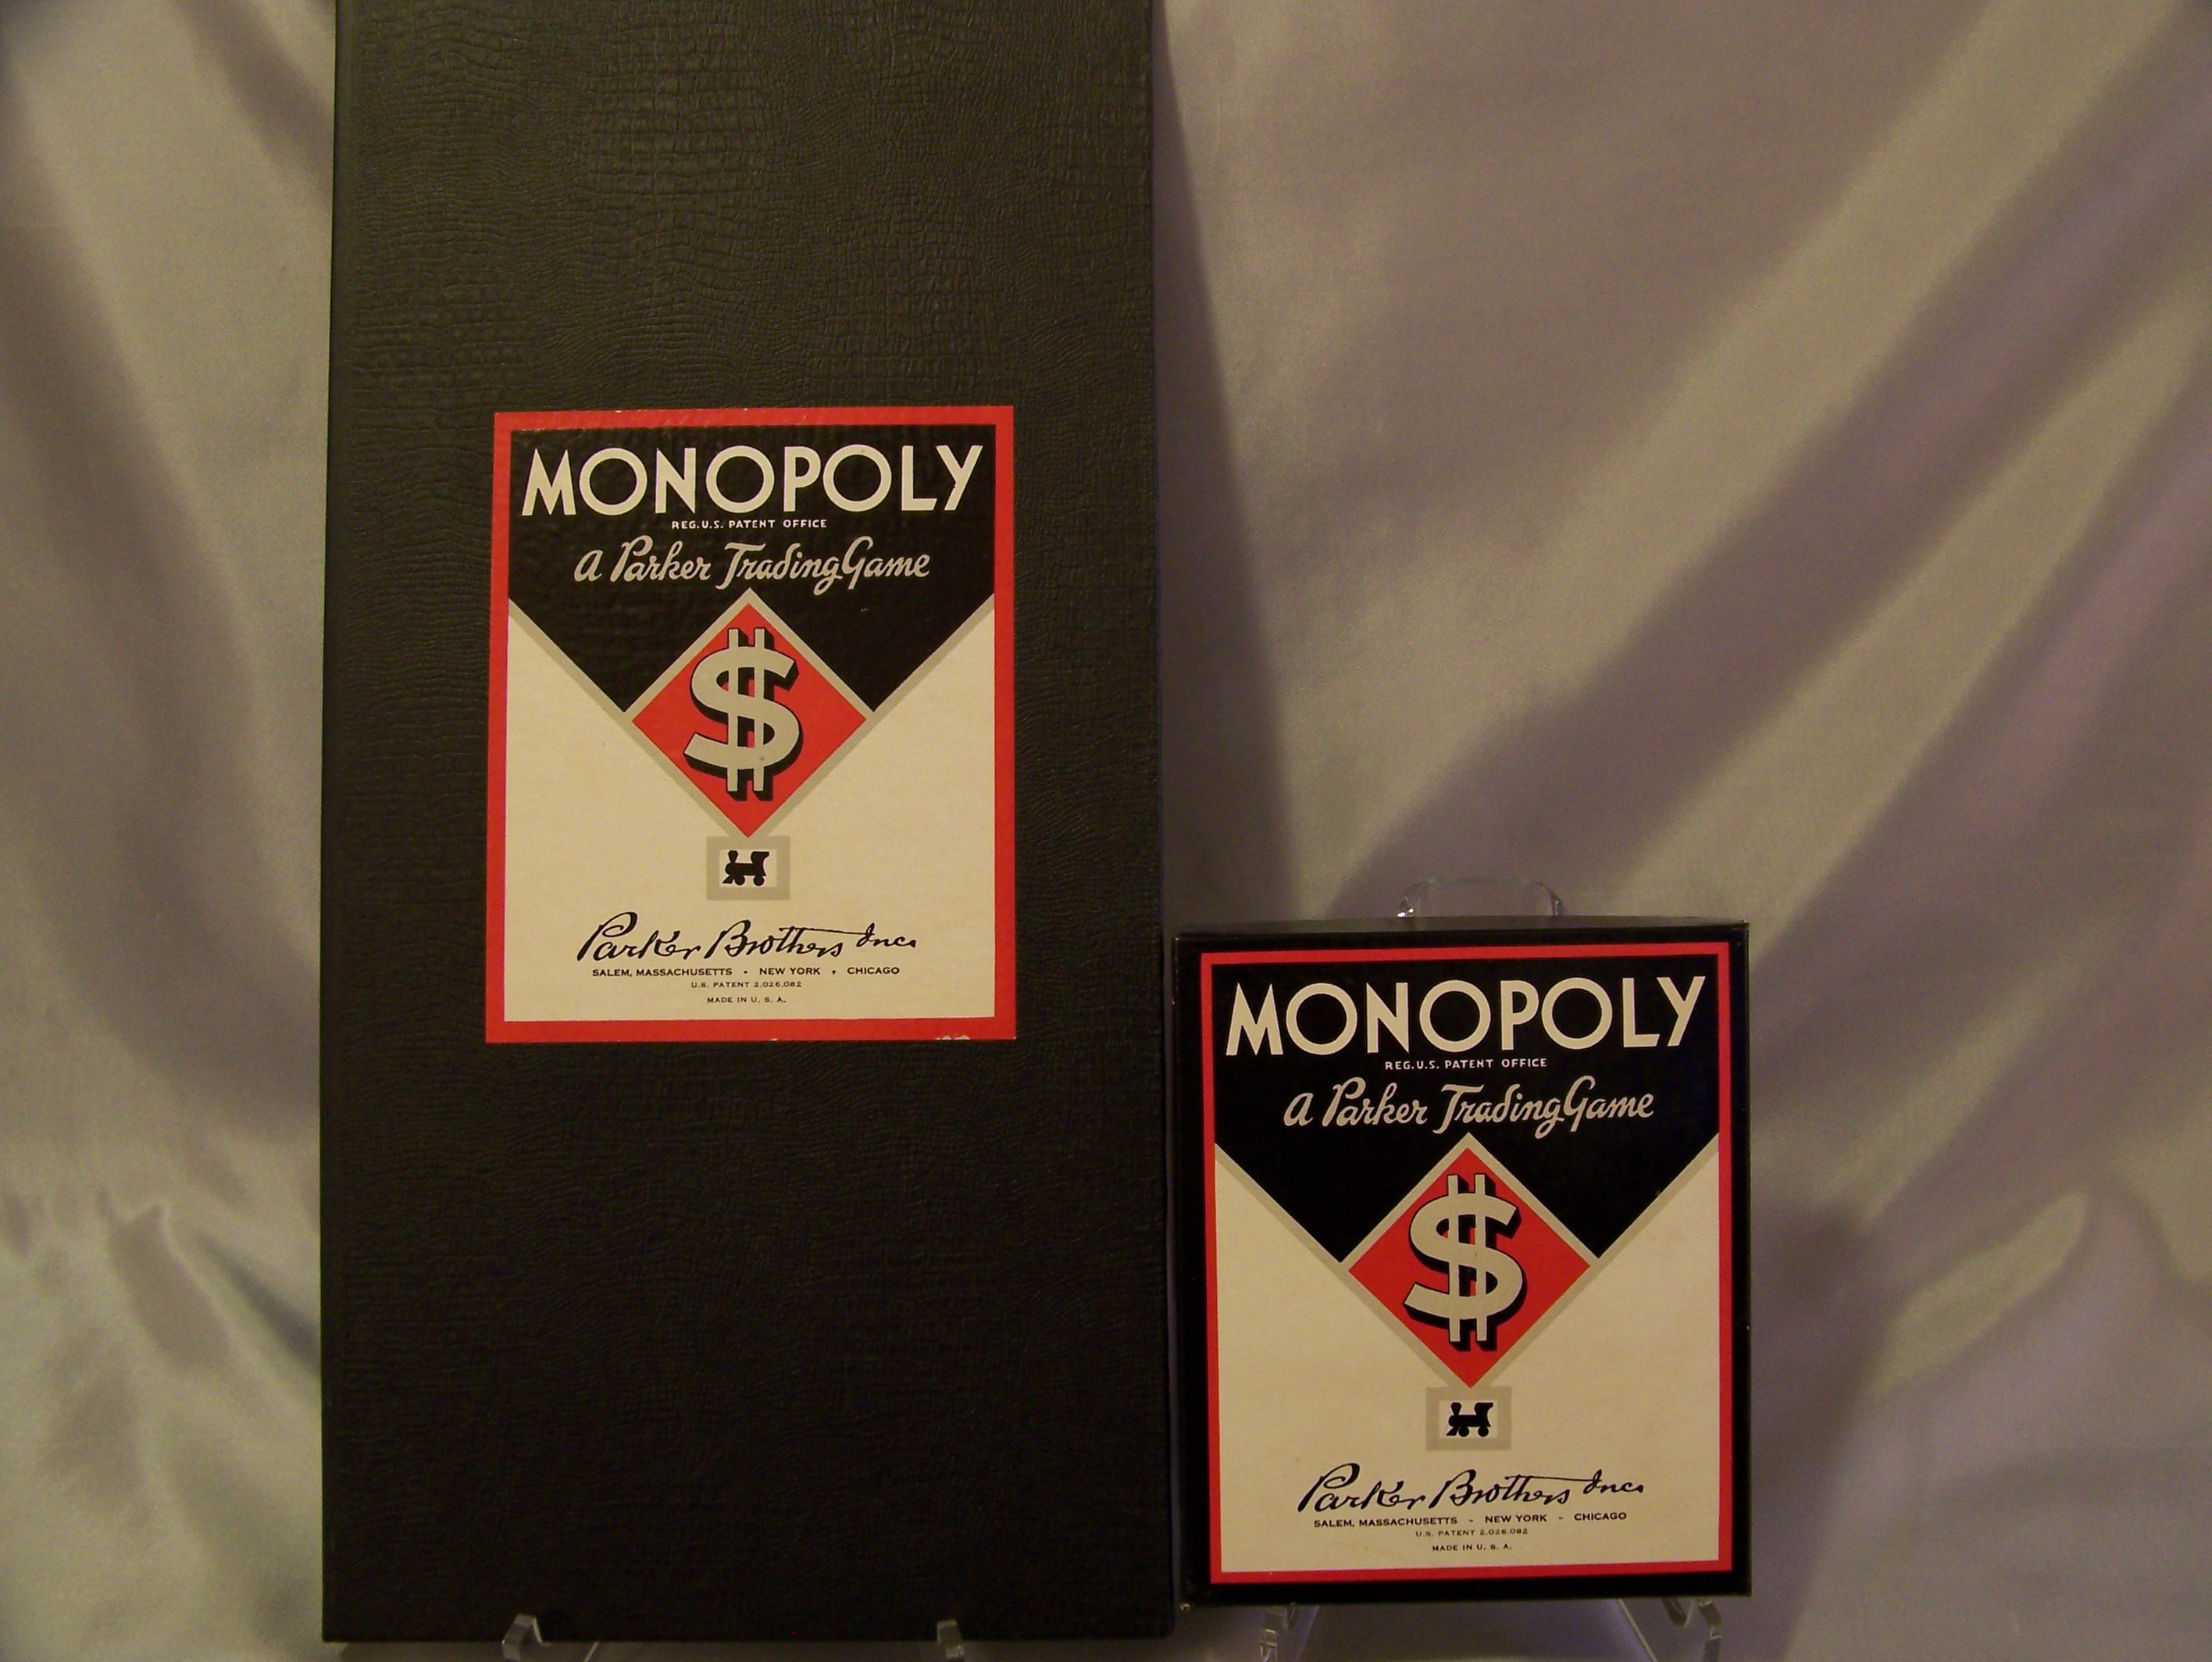 MONOPOLY
REG. U.S. PATENT OFFICE
A Parker Trading Game
$
Parker Brothers Inc.
SALEM, MASSACHUSETTS • NEW YORK • CHICAGO
U.S. PATENT 2,026,082
MADE IN U. S. A.
MONOPOLY
REG. U.S. PATENT OFFICE
A Parker Trading Game
$
Parker Brothers Inc.
SALEM, MASSACHUSETTS - NEW YORK - CHICAGO
U.S. PATENT 2,026,082
MADE IN U. S. A.